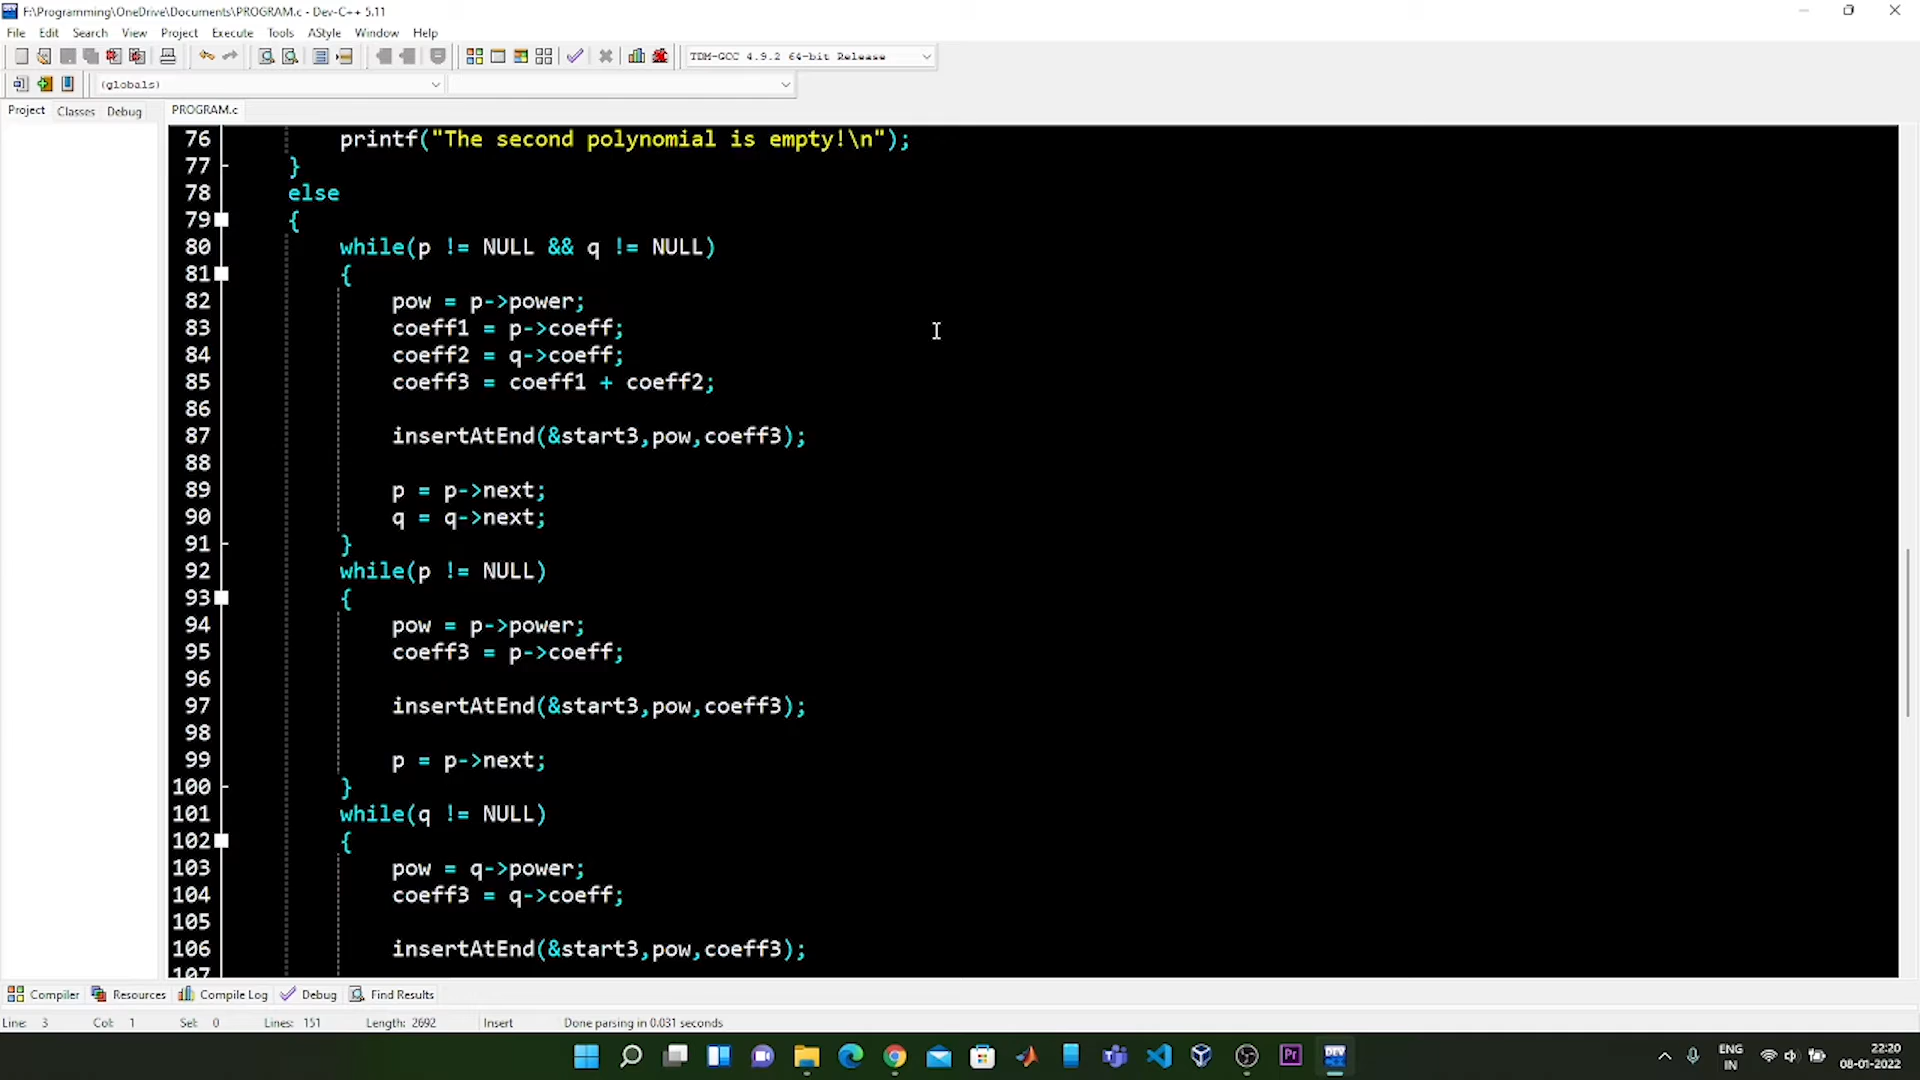 F:\Programming\OneDrive\Documents\PROGRAM.c - Dev-C++ 5.11
File Edit Search View Project Execute Tools AStyle Window Help
TDM-GCC 4.9.2 64-bit Release
(globals)
Project Classes Debug PROGRAM.c
76 printf("The second polynomial is empty!\n");
77 }
78 else
79 {
80 while(p != NULL && q != NULL)
81 {
82 pow = p->power;
83 coeff1 = p->coeff;
84 coeff2 = q->coeff;
85 coeff3 = coeff1 + coeff2;
86
87 insertAtEnd(&start3,pow,coeff3);
88
89 p = p->next;
90 q = q->next;
91 }
92 while(p != NULL)
93 {
94 pow = p->power;
95 coeff3 = p->coeff;
96
97 insertAtEnd(&start3,pow,coeff3);
98
99 p = p->next;
100 }
101 while(q != NULL)
102 {
103 pow = q->power;
104 coeff3 = q->coeff;
105
106 insertAtEnd(&start3,pow,coeff3);
107
Compiler Resources Compile Log Debug Find Results
Line: 3 Col: 1 Sel: 0 Lines: 151 Length: 2692 Insert Done parsing in 0.031 seconds
Pr DEV
ENG 22:20
IN 08-01-2022